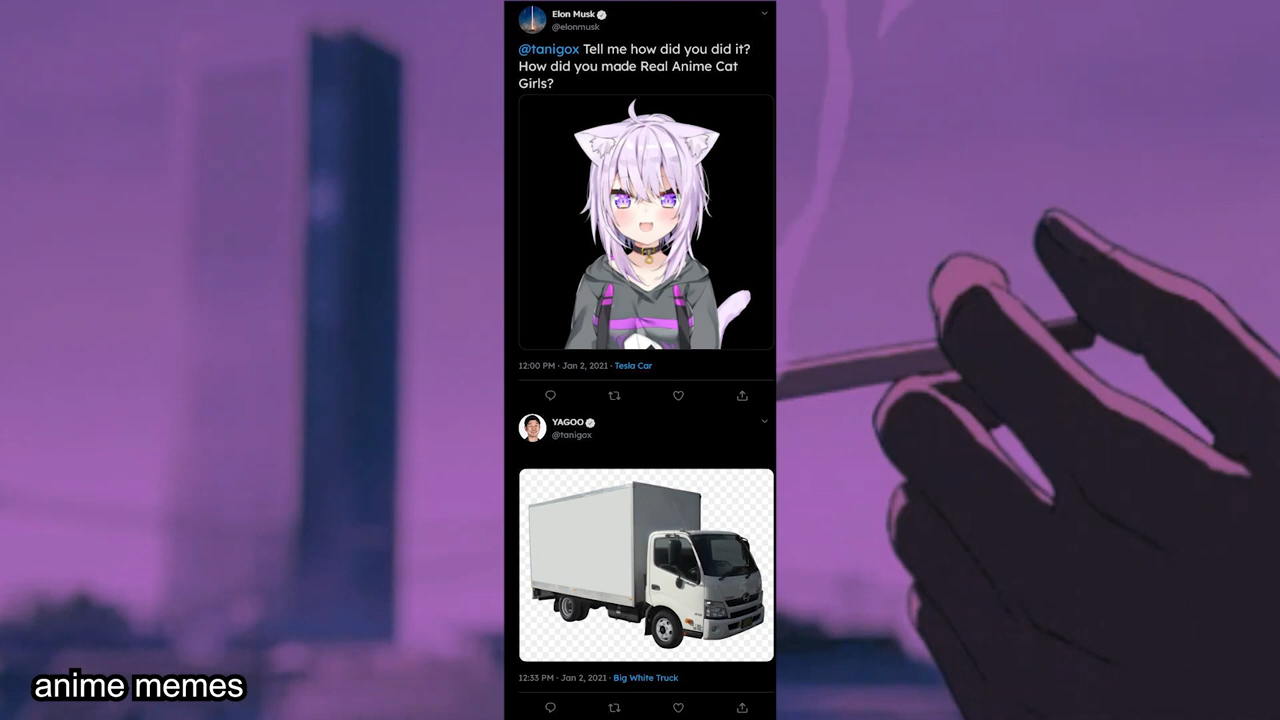 Elon Musk
@elonmusk
@tanigox Tell me how did you did it?
How did you made Real Anime Cat
Girls?
12:00 PM · Jan 2, 2021 · Tesla Car
YAGOO
@tanigox
12:33 PM · Jan 2, 2021 · Big White Truck
anime memes